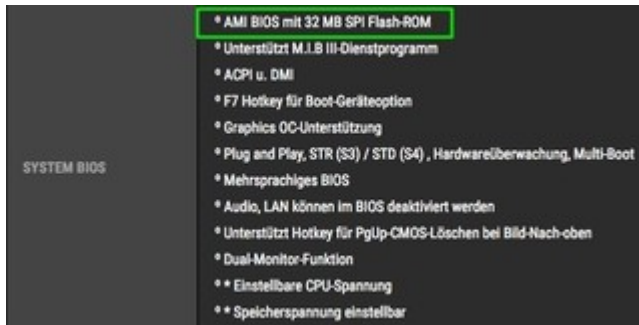 * AMI BIOS mit 32 MB SPI Flash-ROM
* Unterstützt M.I.B III-Dienstprogramm
* ACPI u. DMI
* F7 Hotkey für Boot-Geräteoption
* Graphics OC-Unterstützung
SYSTEM BIOS
* Plug and Play, STR (S3) / STD (S4) , Hardwareüberwachung, Multi-Boot
* Mehrsprachiges BIOS
* Audio, LAN können im BIOS deaktiviert werden
* Unterstützt Hotkey für PgUp-CMOS-Löschen bei Bild-Nach-oben
* Dual-Monitor-Funktion
* * Einstellbare CPU-Spannung
* * Speicherspannung einstellbar